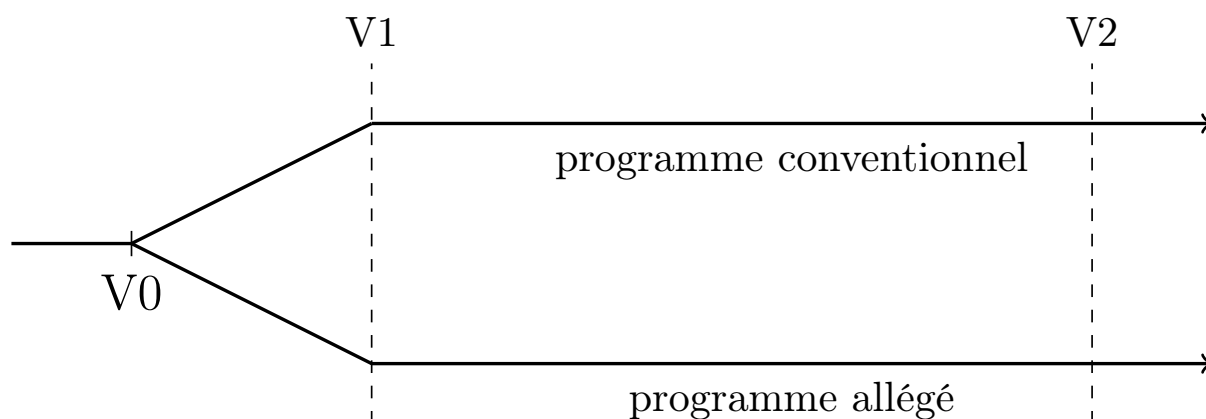 V1
V2
programme conventionnel
V0
programme allégé